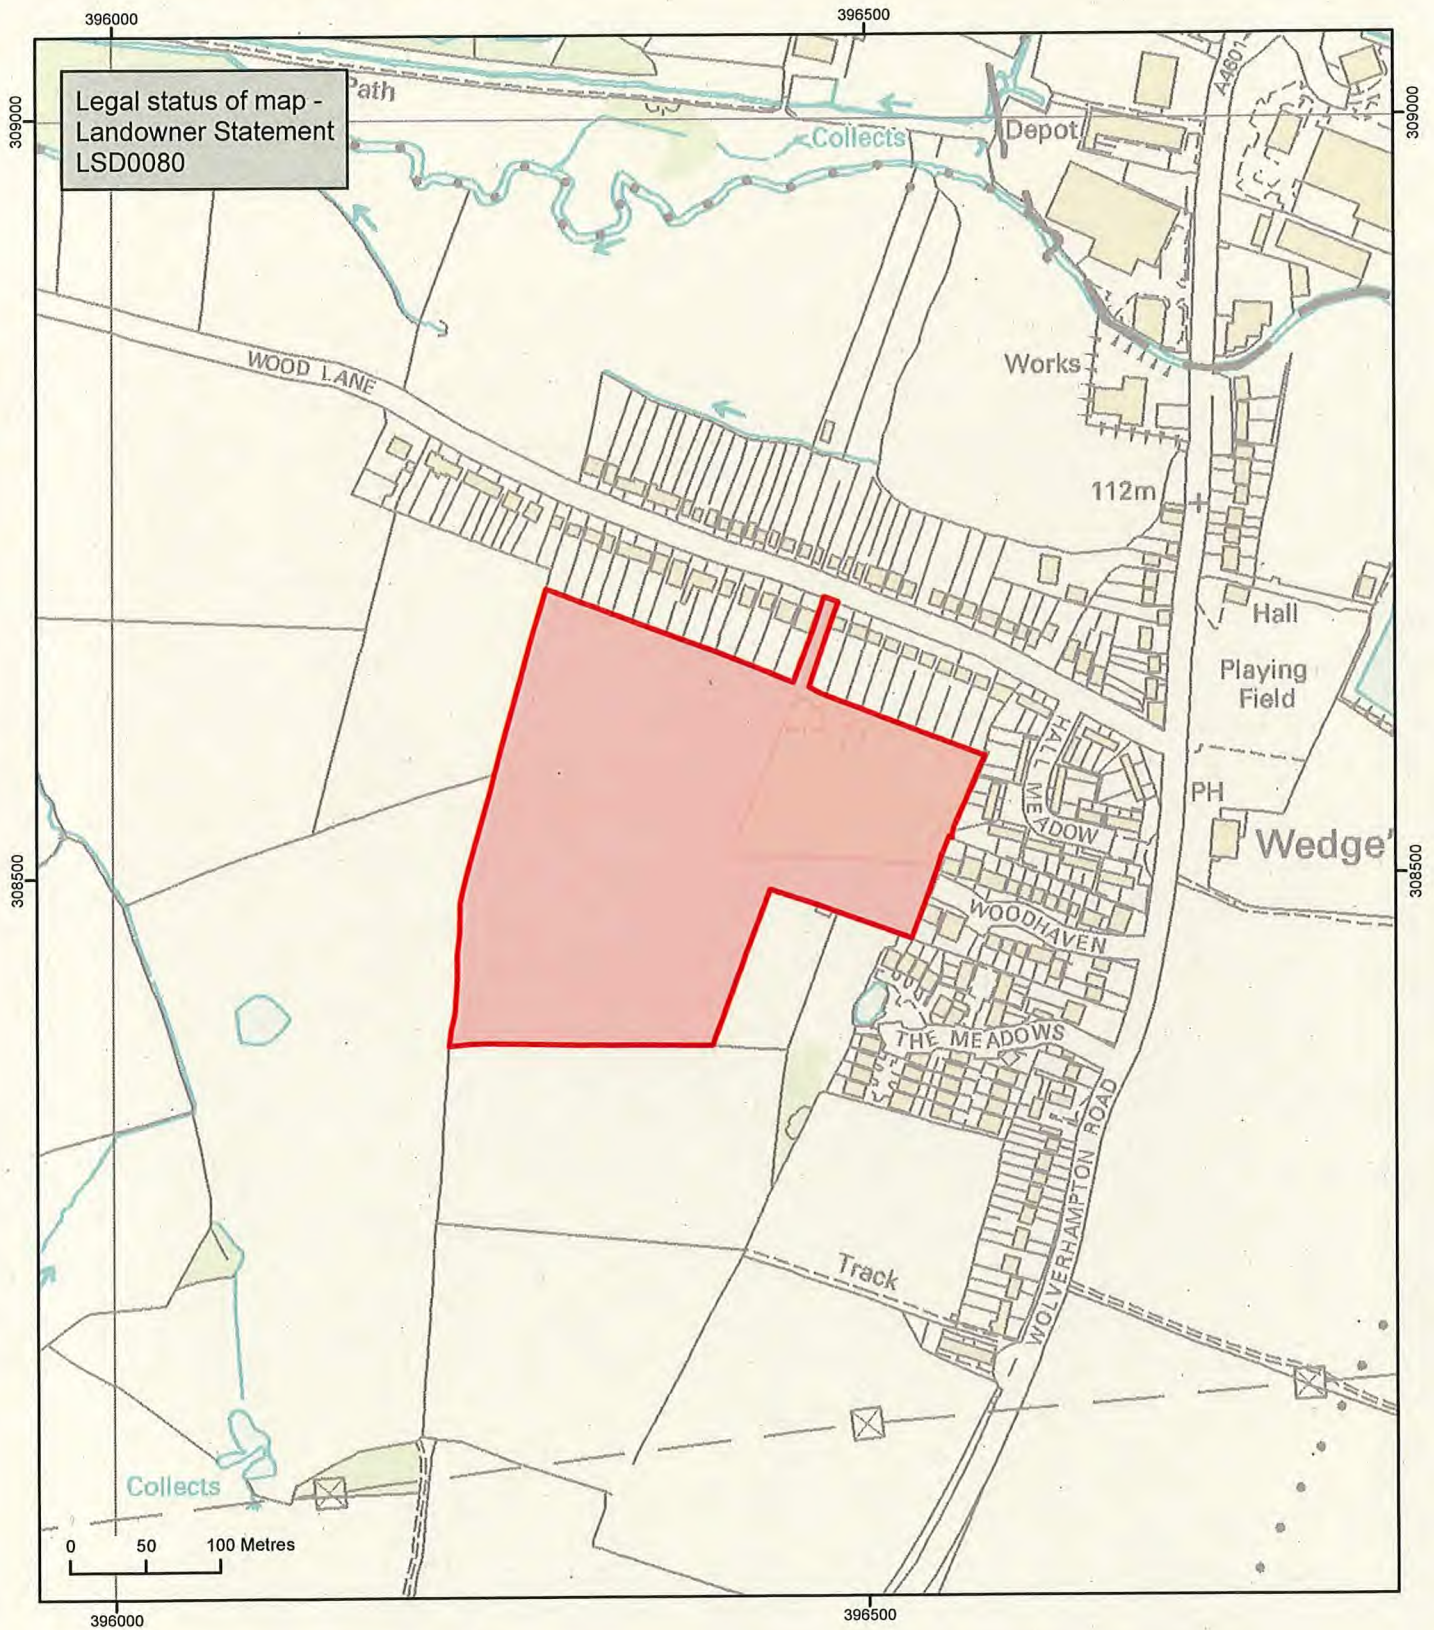 396000
396500
309000
309000
Legal status of map -
Landowner Statement
LSD0080
Path
A4601
Collects
Depot
WOOD LANE
Works
112m
Hall
Playing
Field
HALL MEADOW
PH
Wedge'
308500
308500
WOODHAVEN
THE MEADOWS
WOLVERHAMPTON ROAD
Track
Collects
0 50 100 Metres
396000
396500